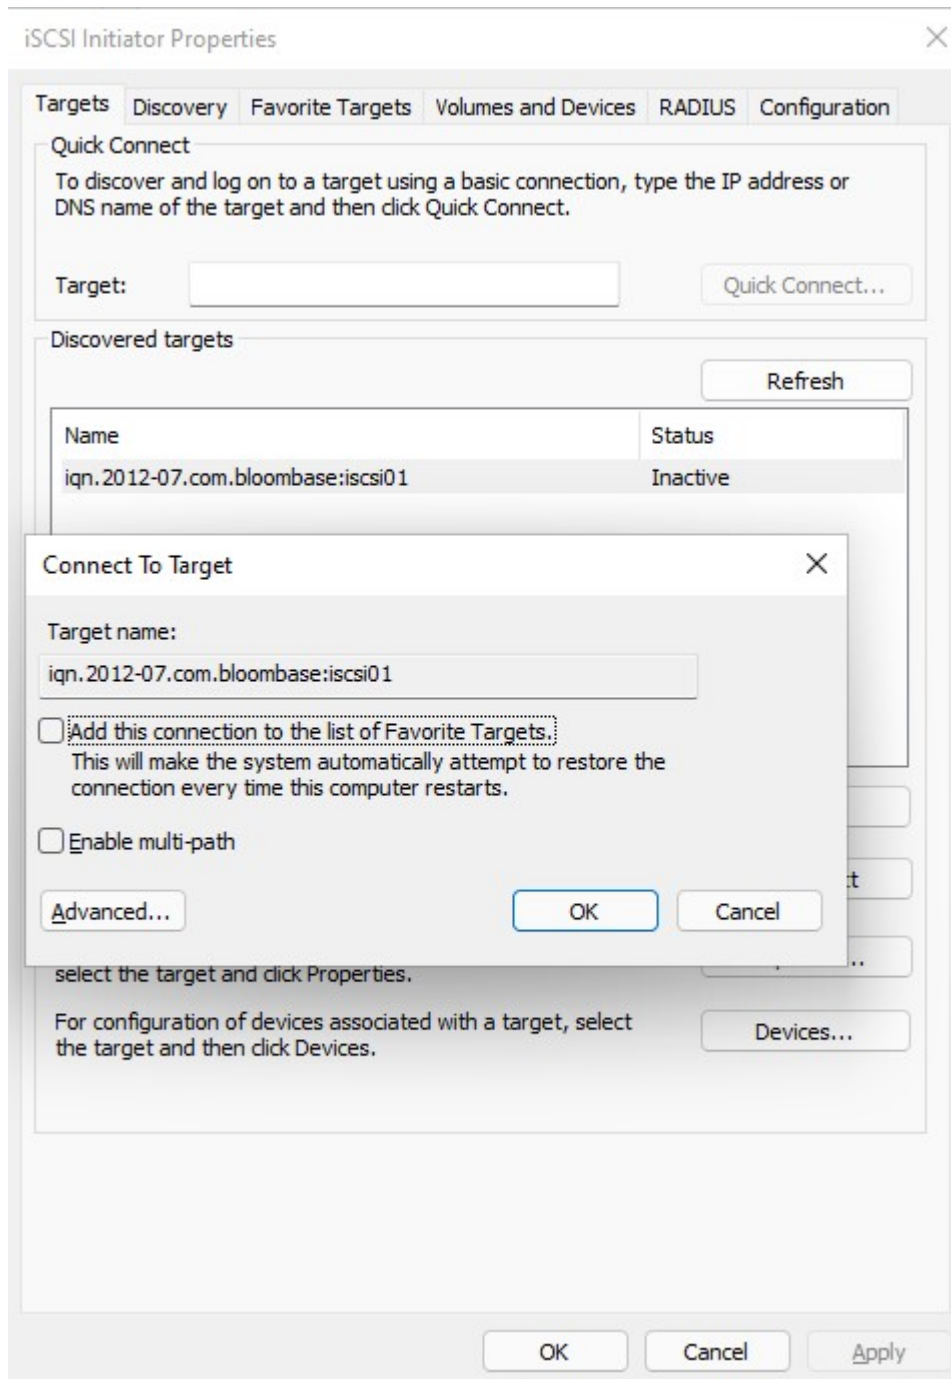 iSCSI Initiator Properties
Targets Discovery Favorite Targets Volumes and Devices RADIUS Configuration
Quick Connect
To discover and log on to a target using a basic connection, type the IP address or
DNS name of the target and then click Quick Connect.
Target:
Quick Connect...
Discovered targets
Refresh
Name Status
iqn.2012-07.com.bloombase:iscsi01 Inactive
Connect To Target
Target name:
iqn.2012-07.com.bloombase:iscsi01
Add this connection to the list of Favorite Targets.
This will make the system automatically attempt to restore the
connection every time this computer restarts.
Enable multi-path
Advanced... OK Cancel
select the target and click Properties.
For configuration of devices associated with a target, select
the target and then click Devices.
Devices...
OK Cancel Apply